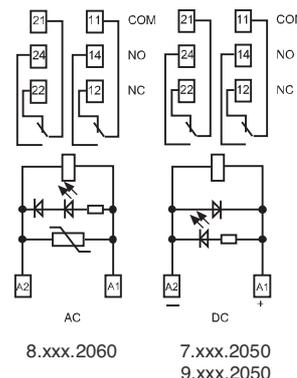 21 11 COM 21 11 COM
24 14 NO 24 14 NO
22 12 NC 22 12 NC
A2 A1 A2 A1
− +
AC DC
8.xxx.2060 7.xxx.2050
9.xxx.2050